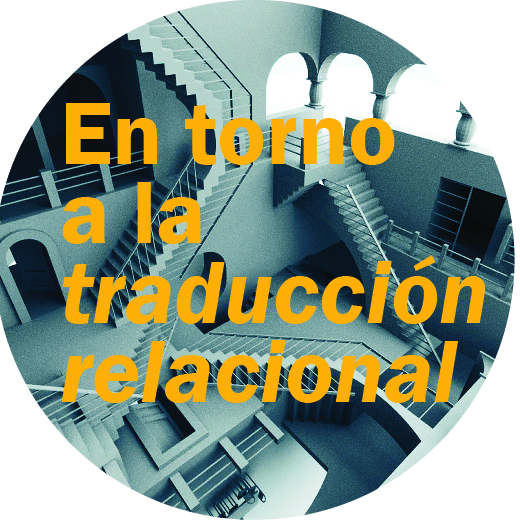 En torno
a la
traducción
relacional